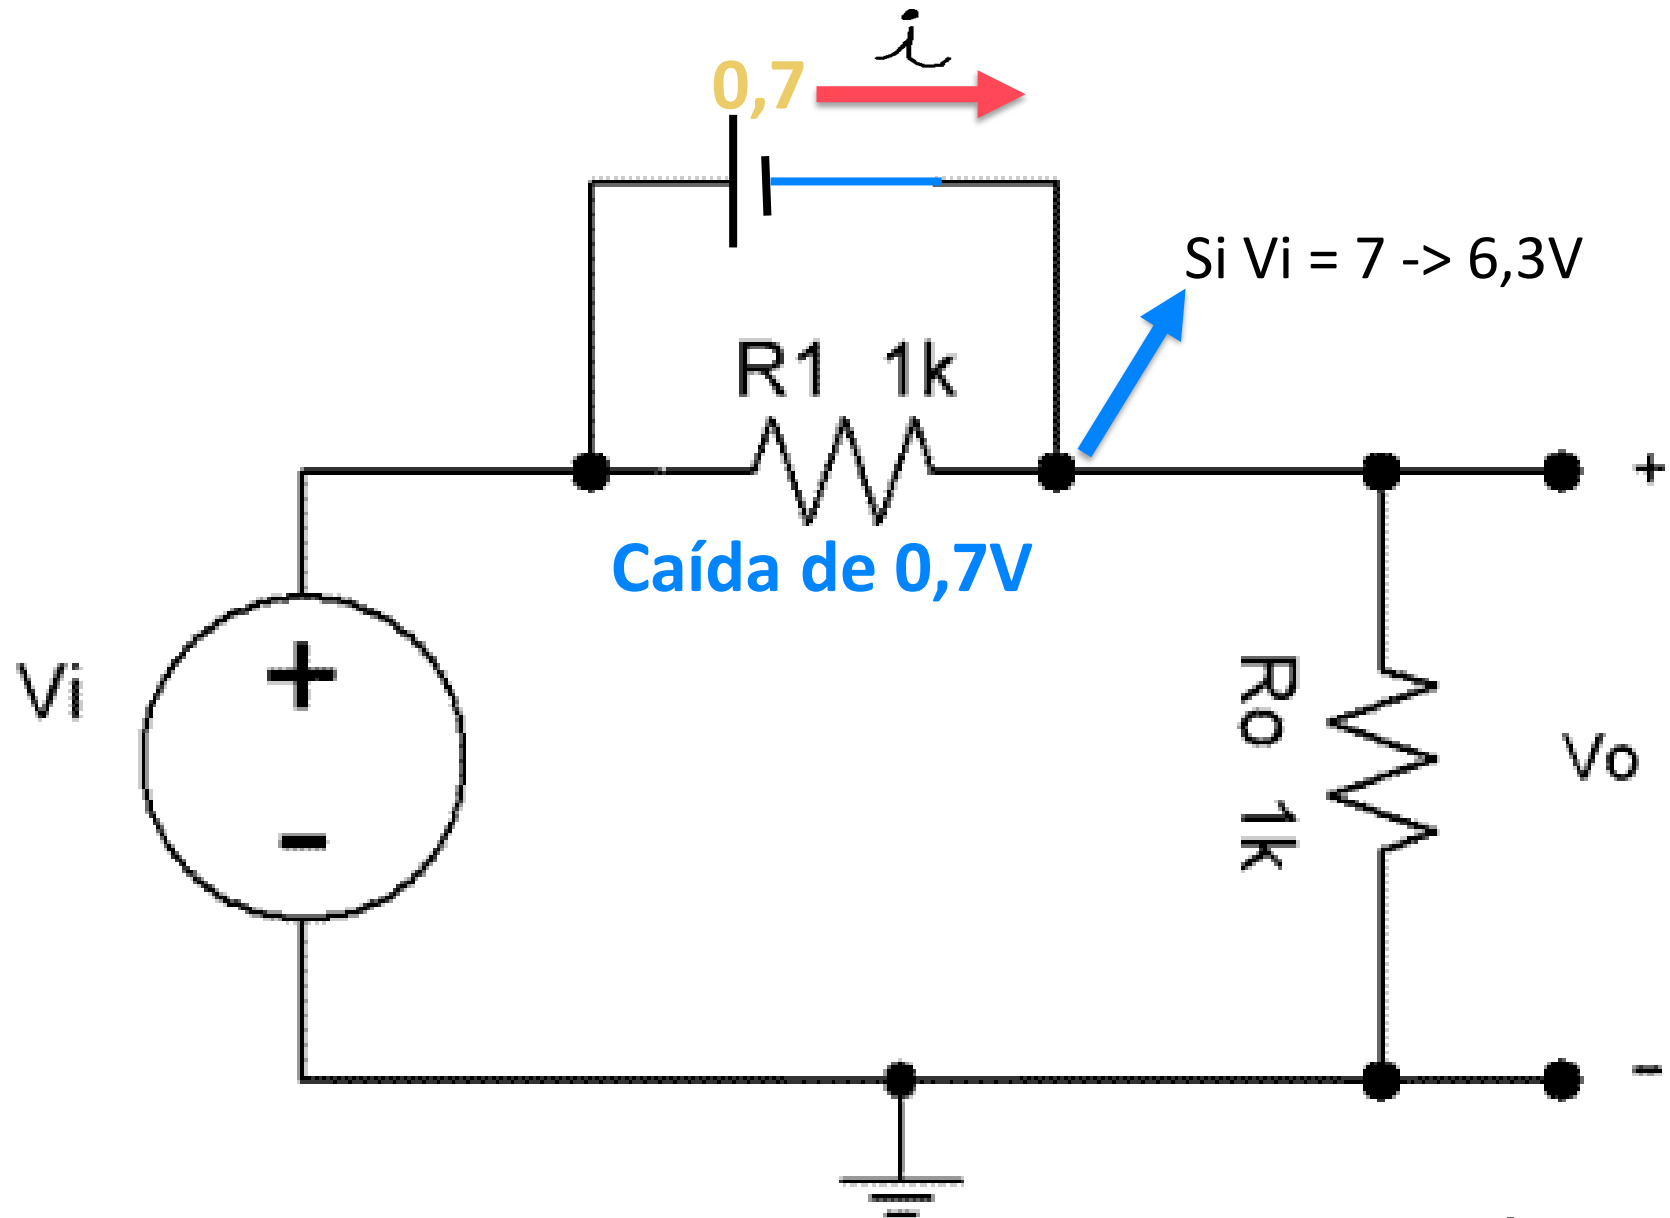 i
0,7
Si Vi = 7 -> 6,3V
R1 1k
+
Caída de 0,7V
+
Vi
Ro 1k
Vo
-
-